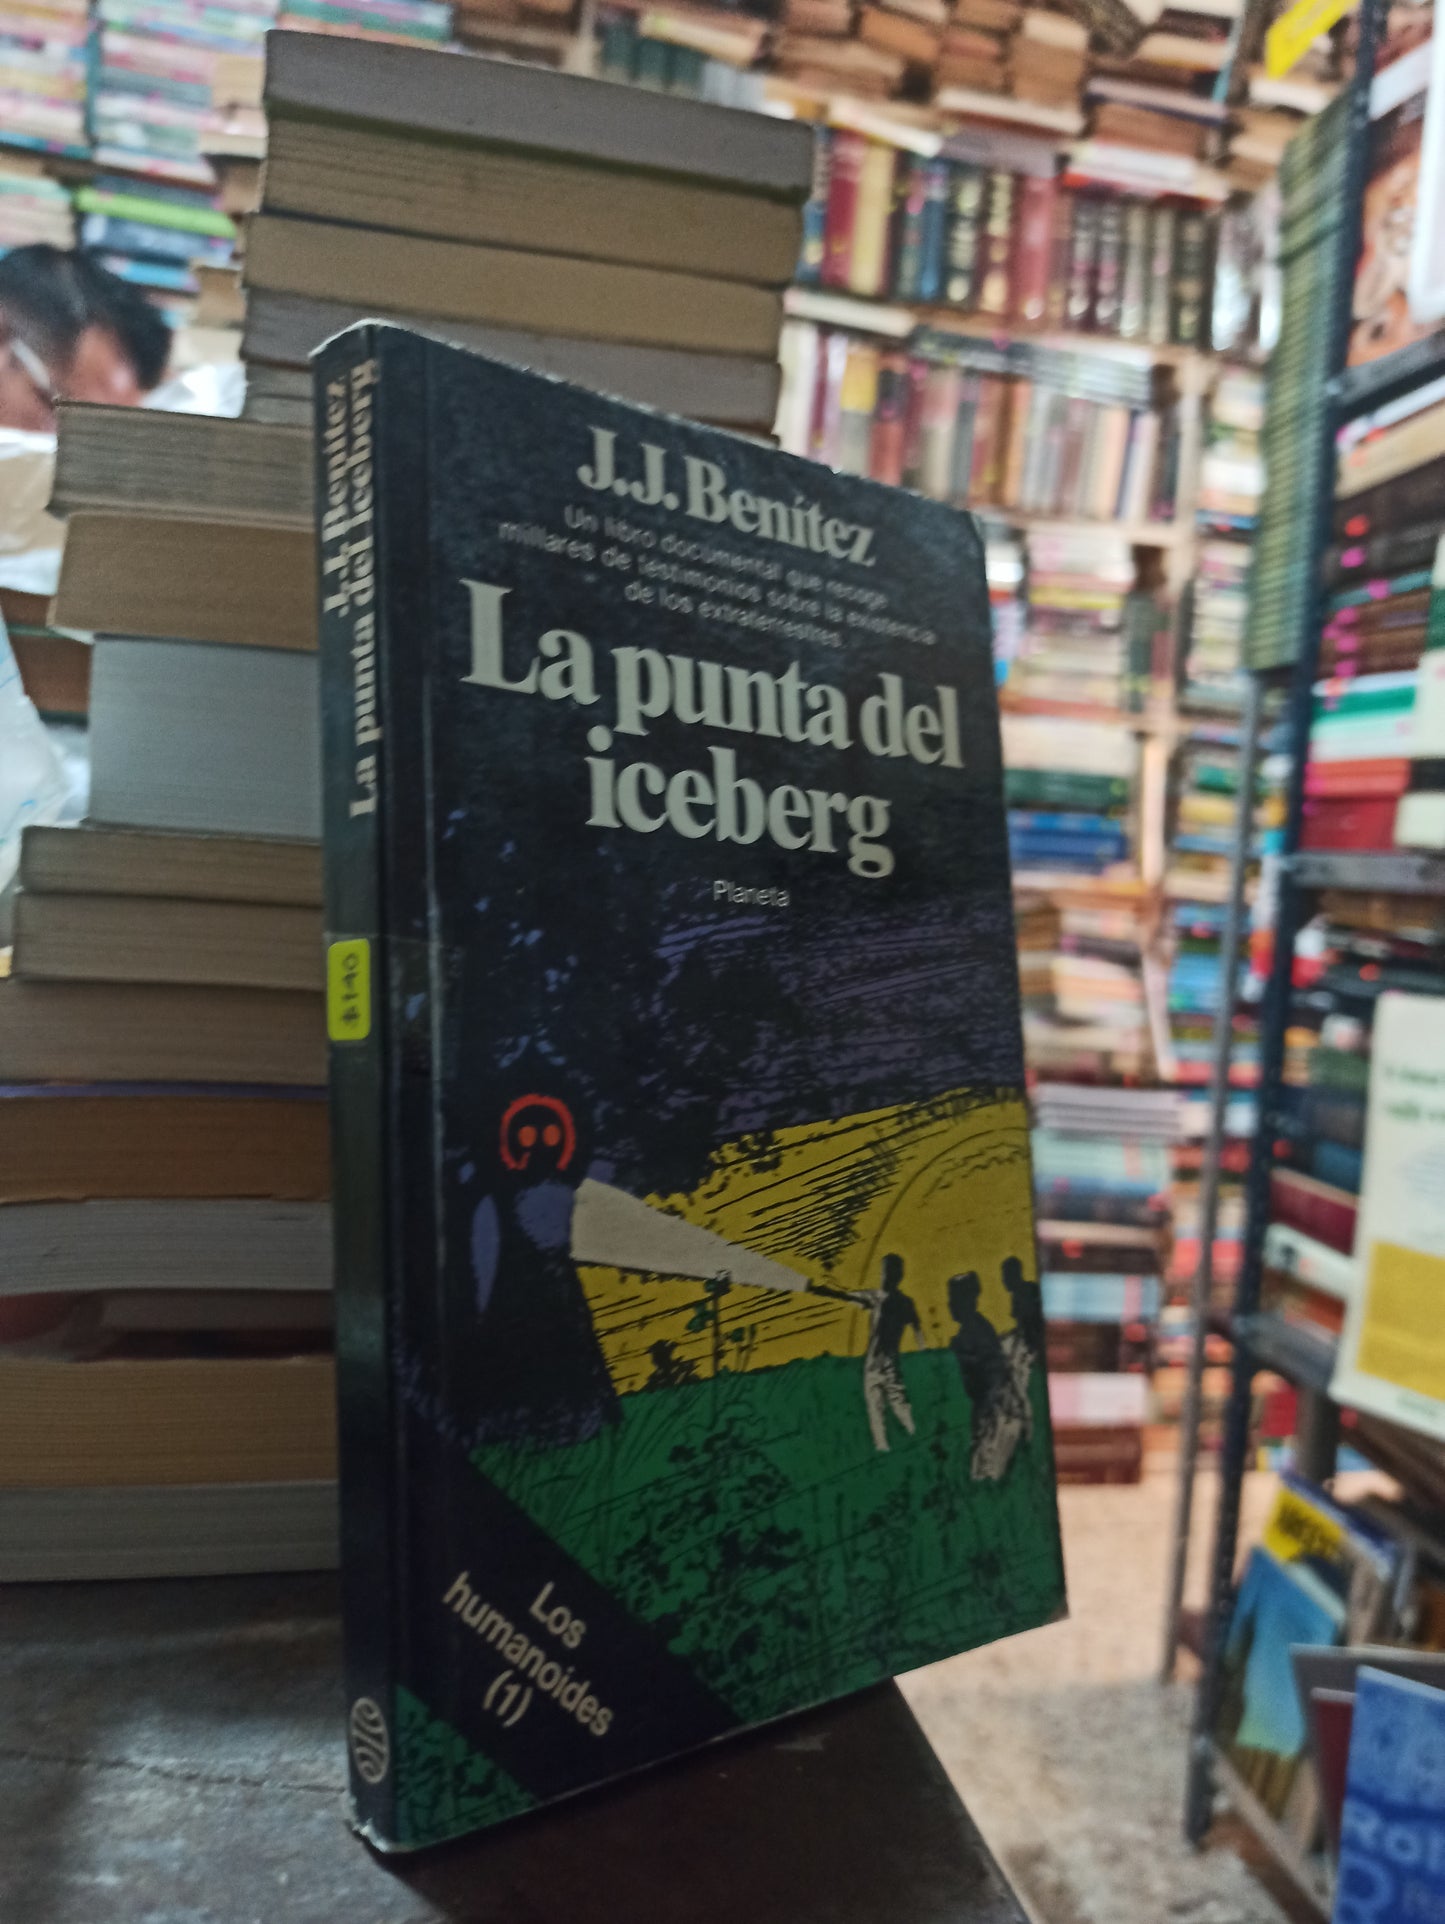 J.J. Benítez
Un libro documental que recoge
millares de testimonios sobre la existencia
de los extraterrestres.
La punta del
iceberg
Planeta
Los
humanoides
(1)
J.J. Benítez
La punta del iceberg
$140